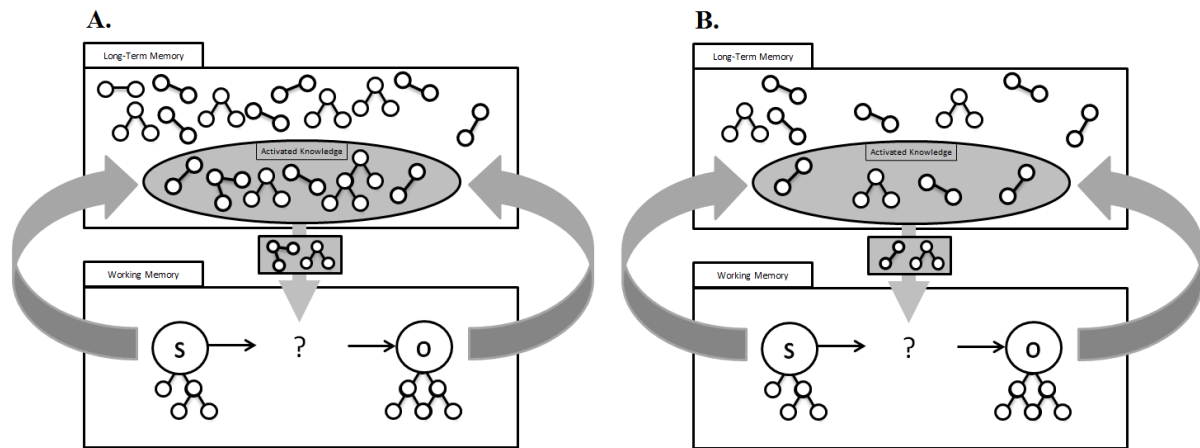 A.
Long-Term Memory
Activated Knowledge
Working Memory
S
?
O
B.
Long-Term Memory
Activated Knowledge
Working Memory
S
?
O